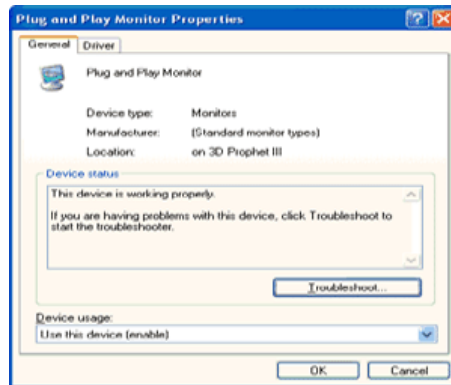 Plug and Play Monitor Properties
General Driver
Plug and Play Monitor
Device type: Monitors
Manufacturer: (Standard monitor types)
Location: on 3D Prophet III
Device status
This device is working properly.
If you are having problems with this device, click Troubleshoot to
start the troubleshooter.
Troubleshoot...
Device usage:
Use this device (enable)
OK Cancel